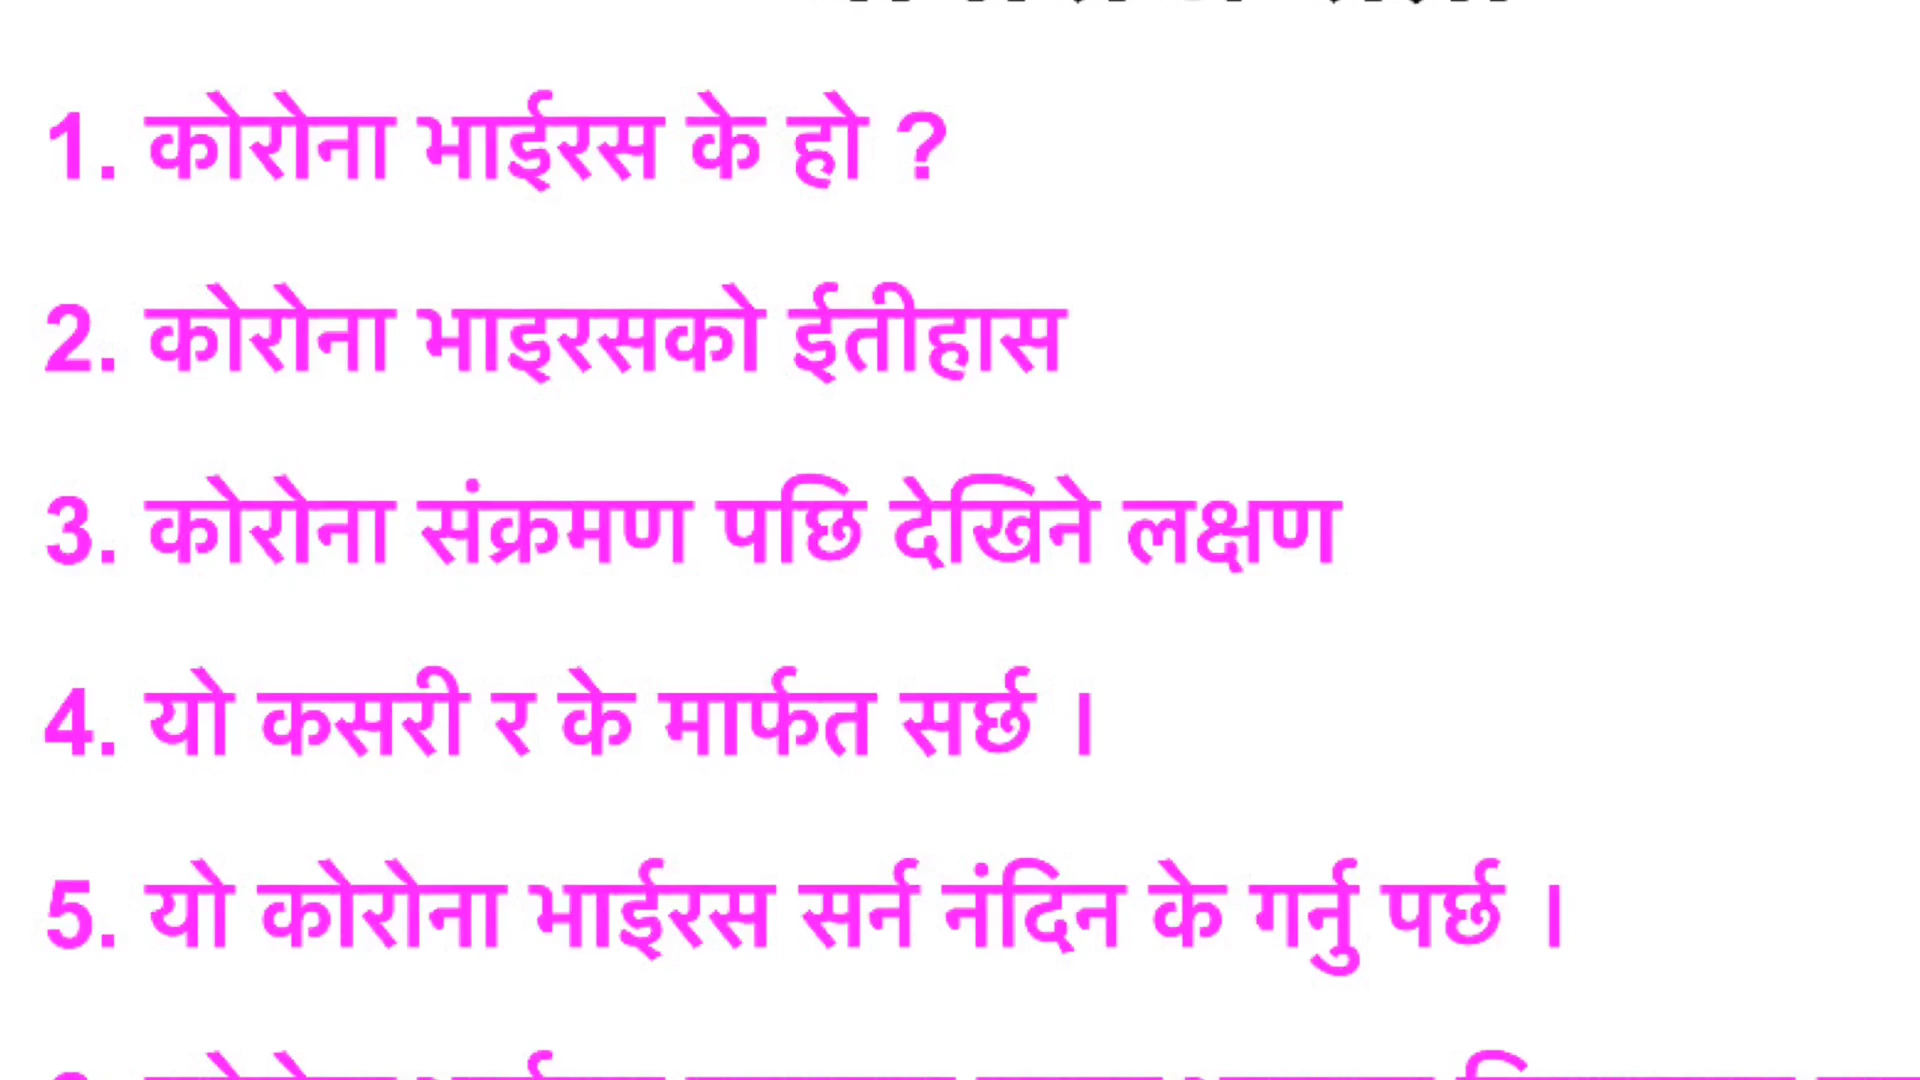 1. कोरोना भाईरस के हो ?
2. कोरोना भाइरसको ईतीहास
3. कोरोना संक्रमण पछि देखिने लक्षण
4. यो कसरी र के मार्फत सर्छ ।
5. यो कोरोना भाईरस सर्न नंदिन के गर्नु पर्छ ।